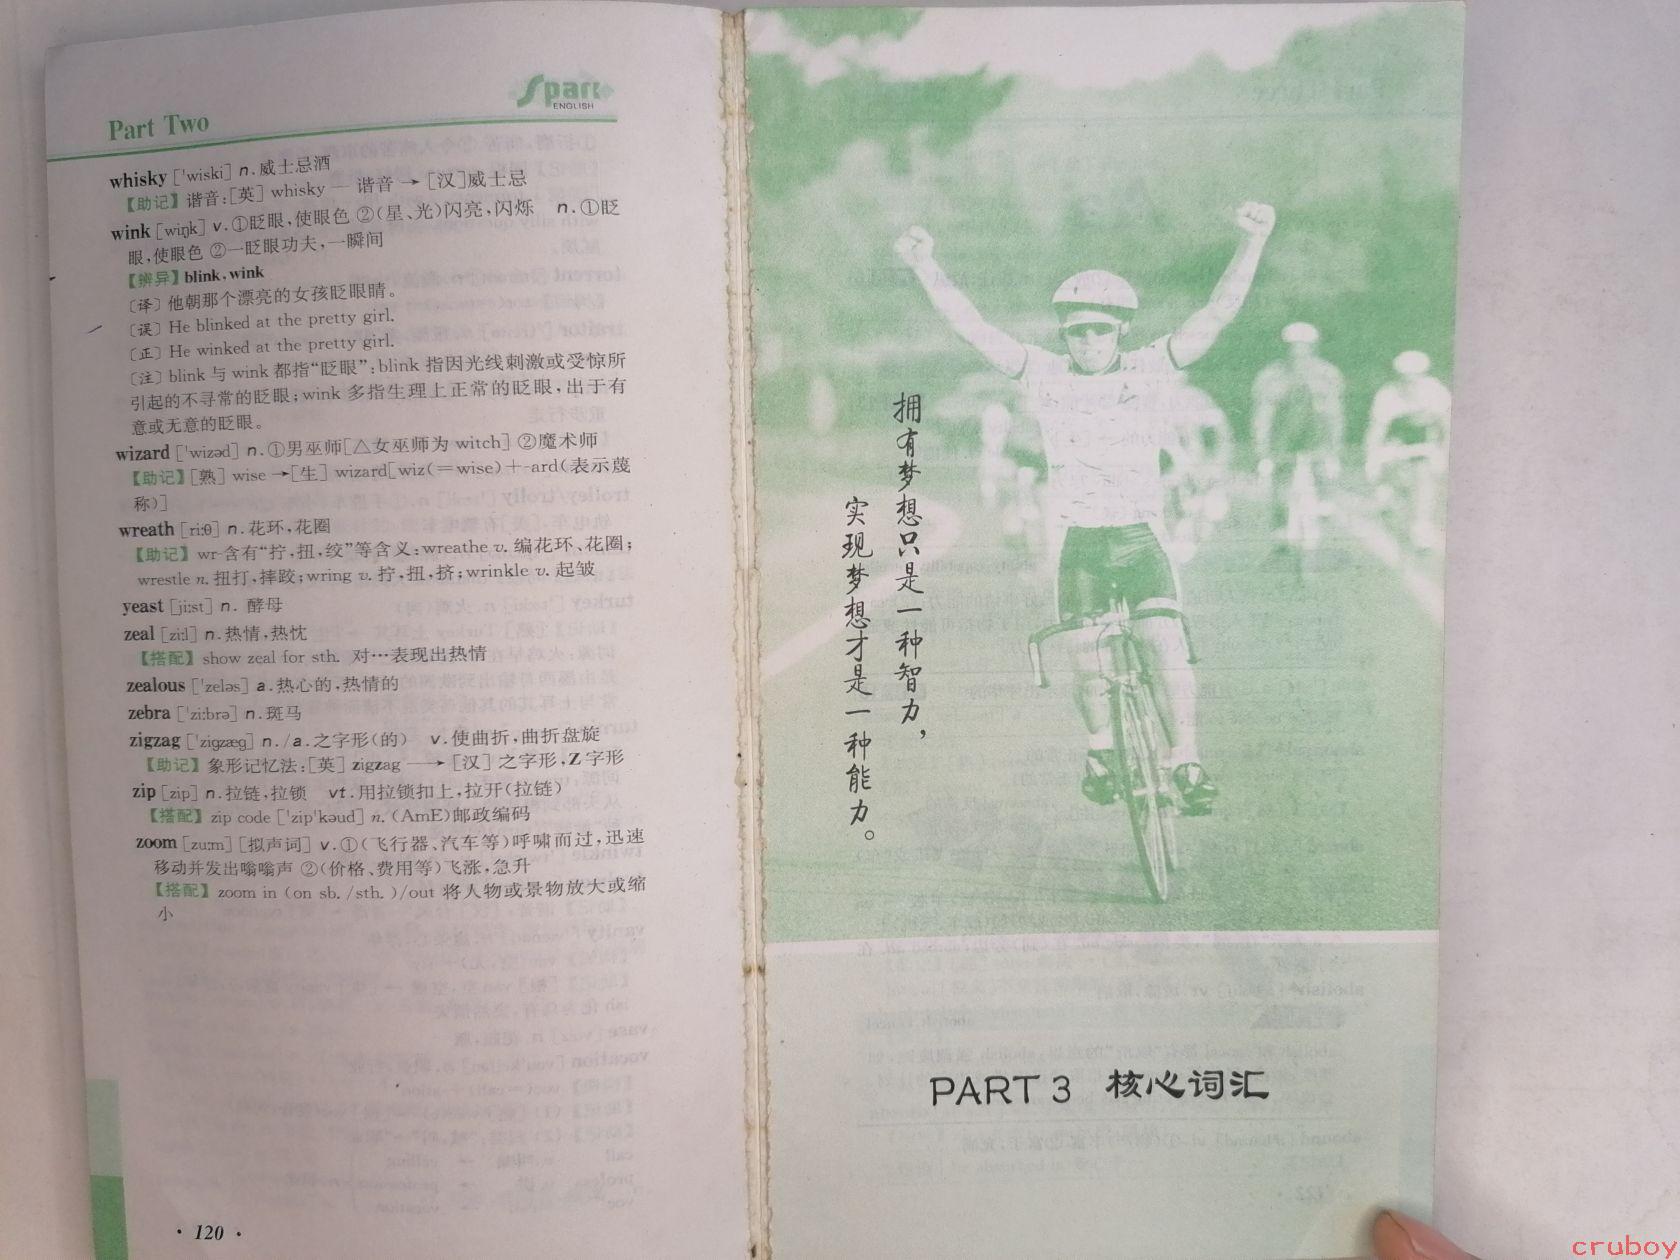 Spark
ENGLISH
Part Two
whisky ['wiski] n.威士忌酒
【助记】谐音:[英] whisky — 谐音 → [汉]威士忌
wink [wiŋk] v.①眨眼,使眼色 ②(星、光)闪亮,闪烁 n.①眨
眼,使眼色 ②一眨眼功夫,一瞬间
【辨异】blink, wink
〔译〕他朝那个漂亮的女孩眨眼睛。
〔误〕He blinked at the pretty girl.
〔正〕He winked at the pretty girl.
〔注〕blink 与 wink 都指“眨眼”:blink 指因光线刺激或受惊所
引起的不寻常的眨眼;wink 多指生理上正常的眨眼,出于有
意或无意的眨眼。
wizard ['wizəd] n.①男巫师[△女巫师为 witch] ②魔术师
【助记】[熟] wise →[生] wizard[wiz(=wise)+-ard(表示蔑
称)]
wreath [ri:θ] n.花环,花圈
【助记】wr-含有“拧,扭,绞”等含义:wreathe v. 编花环、花圈;
wrestle n. 扭打,摔跤;wring v. 拧,扭,挤;wrinkle v. 起皱
yeast [ji:st] n. 酵母
zeal [zi:l] n.热情,热忱
【搭配】show zeal for sth. 对…表现出热情
zealous ['zeləs] a.热心的,热情的
zebra ['zi:brə] n.斑马
zigzag ['zigzæg] n./a.之字形(的) v.使曲折,曲折盘旋
【助记】象形记忆法:[英] zigzag —→ [汉] 之字形,Z 字形
zip [zip] n.拉链,拉锁 vt.用拉锁扣上,拉开(拉链)
【搭配】zip code ['zip'kəud] n. (AmE)邮政编码
zoom [zu:m] [拟声词] v.①(飞行器、汽车等)呼啸而过,迅速
移动并发出嗡嗡声 ②(价格、费用等)飞涨,急升
【搭配】zoom in (on sb./sth.)/out 将人物或景物放大或缩
小
· 120 ·
拥有梦想只是一种智力,
实现梦想才是一种能力。
PART 3 核心词汇
cruboy